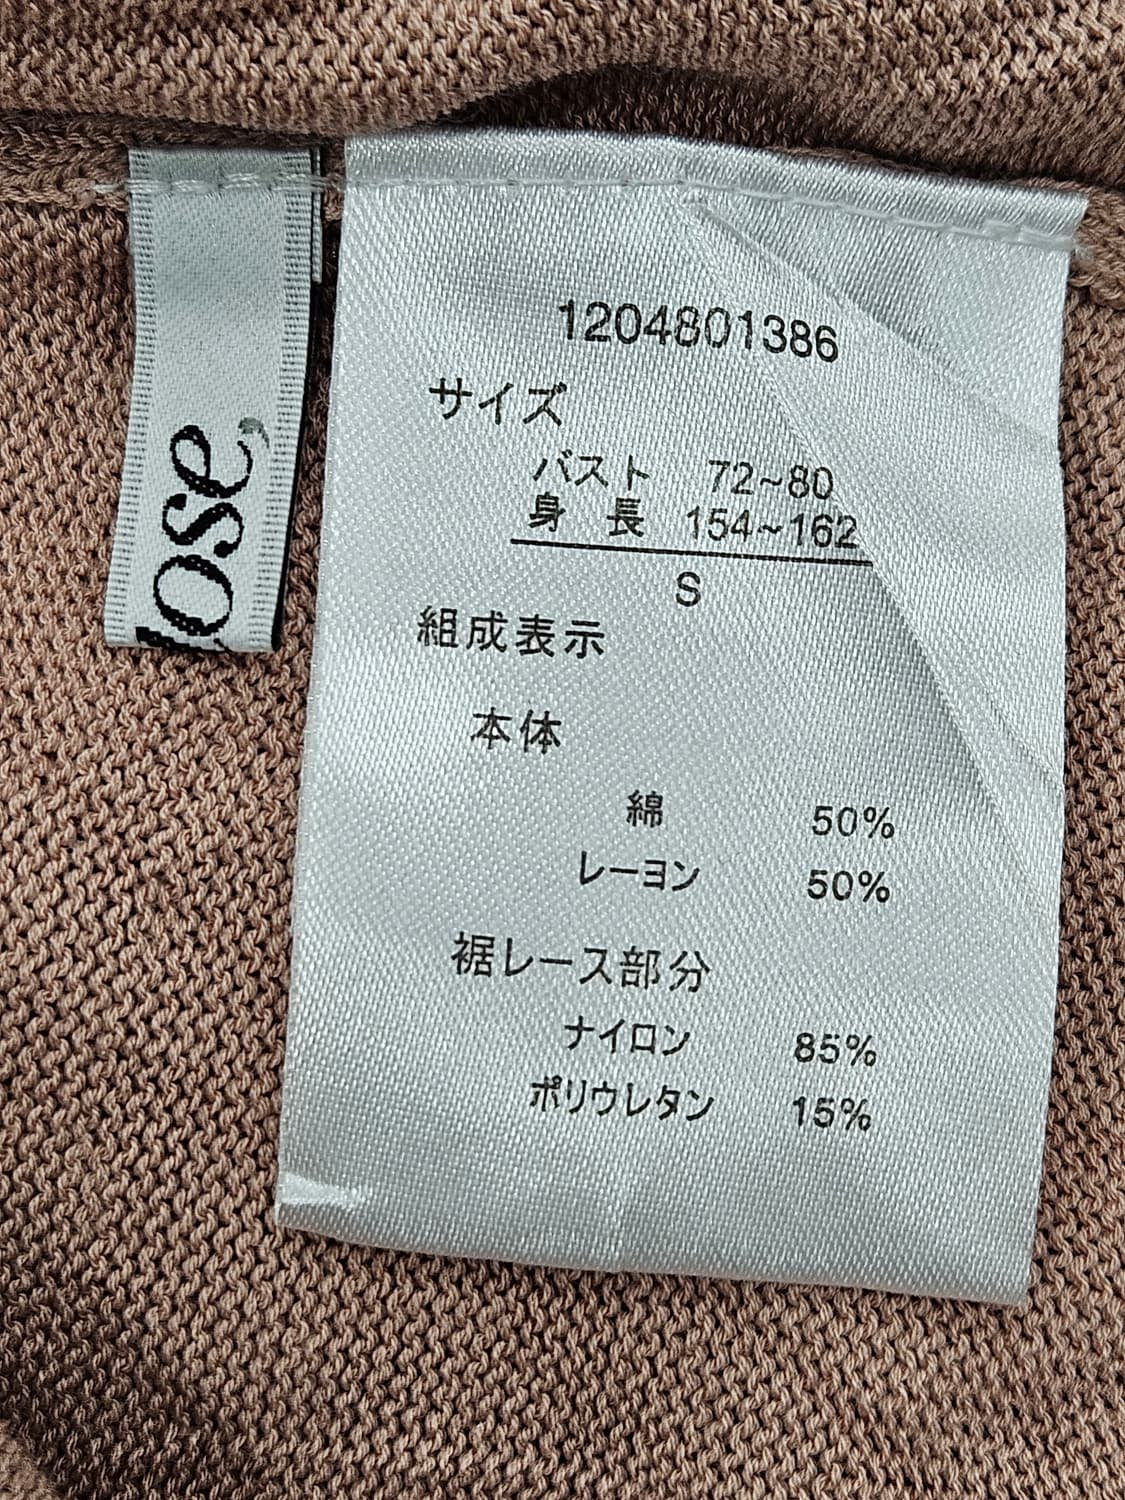 lose,
1204801386
サイズ
バスト 72~80
身 長 154~162
S
組成表示
本体
綿 50%
レーヨン 50%
裾レース部分
ナイロン 85%
ポリウレタン 15%